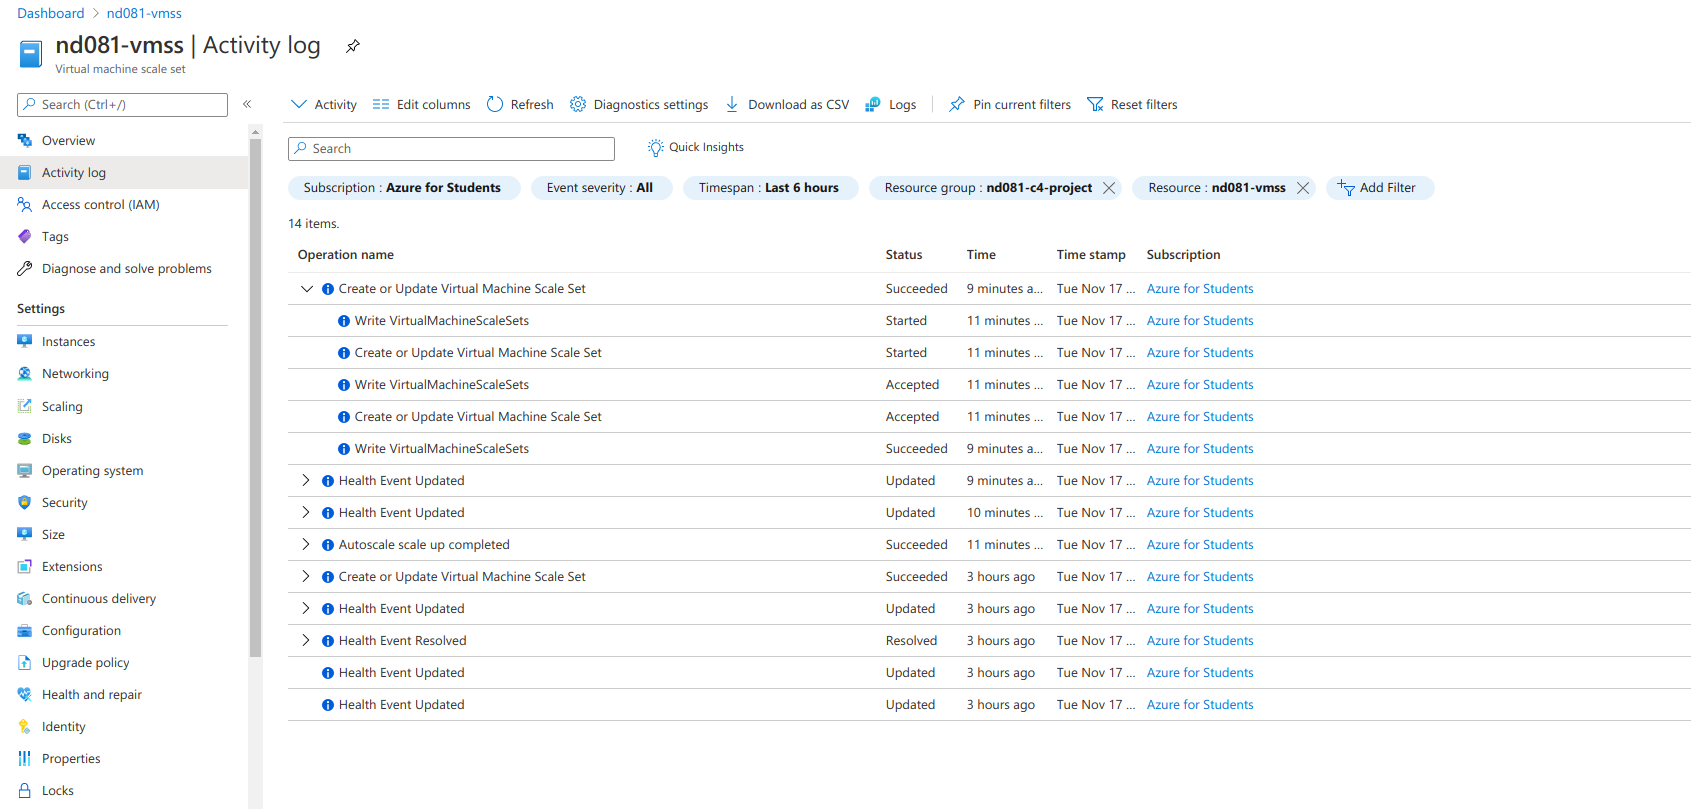 Dashboard > nd081-vmss
nd081-vmss | Activity log
Virtual machine scale set
Search (Ctrl+/)
«
Overview
Activity log
Access control (IAM)
Tags
Diagnose and solve problems
Settings
Instances
Networking
Scaling
Disks
Operating system
Security
Size
Extensions
Continuous delivery
Configuration
Upgrade policy
Health and repair
Identity
Properties
Locks
Activity Edit columns Refresh Diagnostics settings Download as CSV Logs Pin current filters Reset filters
Search Quick Insights
Subscription : Azure for Students Event severity : All Timespan : Last 6 hours Resource group : nd081-c4-project Resource : nd081-vmss Add Filter
14 items.
Operation name Status Time Time stamp Subscription
Create or Update Virtual Machine Scale Set Succeeded 9 minutes a... Tue Nov 17 ... Azure for Students
Write VirtualMachineScaleSets Started 11 minutes ... Tue Nov 17 ... Azure for Students
Create or Update Virtual Machine Scale Set Started 11 minutes ... Tue Nov 17 ... Azure for Students
Write VirtualMachineScaleSets Accepted 11 minutes ... Tue Nov 17 ... Azure for Students
Create or Update Virtual Machine Scale Set Accepted 11 minutes ... Tue Nov 17 ... Azure for Students
Write VirtualMachineScaleSets Succeeded 9 minutes a... Tue Nov 17 ... Azure for Students
Health Event Updated Updated 9 minutes a... Tue Nov 17 ... Azure for Students
Health Event Updated Updated 10 minutes ... Tue Nov 17 ... Azure for Students
Autoscale scale up completed Succeeded 11 minutes ... Tue Nov 17 ... Azure for Students
Create or Update Virtual Machine Scale Set Succeeded 3 hours ago Tue Nov 17 ... Azure for Students
Health Event Updated Updated 3 hours ago Tue Nov 17 ... Azure for Students
Health Event Resolved Resolved 3 hours ago Tue Nov 17 ... Azure for Students
Health Event Updated Updated 3 hours ago Tue Nov 17 ... Azure for Students
Health Event Updated Updated 3 hours ago Tue Nov 17 ... Azure for Students